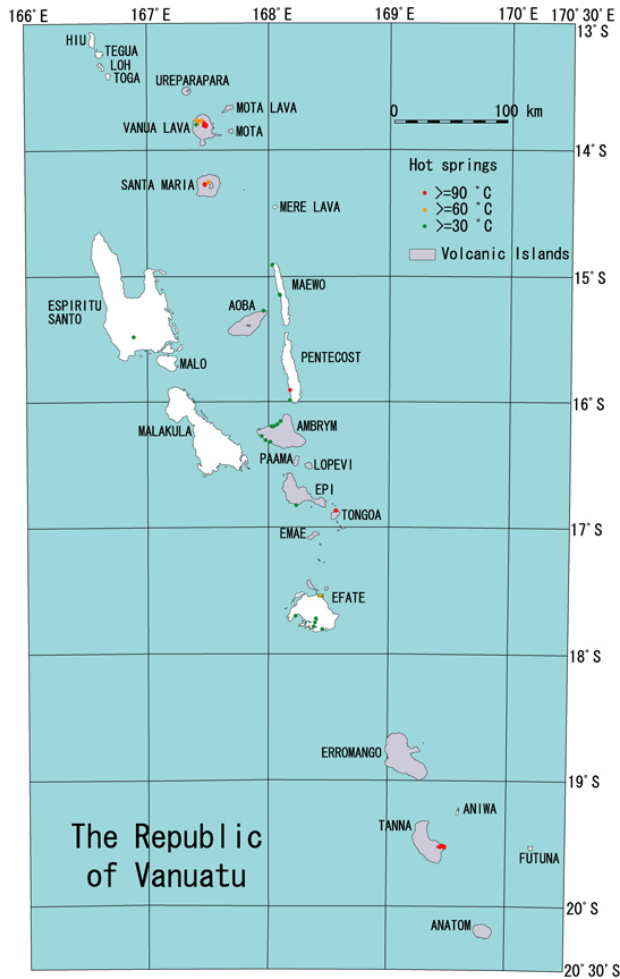 166° E
167° E
168° E
169° E
170° E
170° 30' E
13° S
HIU
TEGUA
LOH
TOGA
UREPARAPARA
MOTA LAVA
VANUA LAVA
MOTA
0
100 km
14° S
Hot springs
>=90 °C
>=60 °C
>=30 °C
Volcanic Islands
SANTA MARIA
MERE LAVA
15° S
MAEWO
ESPIRITU
SANTO
AOBA
PENTECOST
MALO
16° S
MALAKULA
AMBRYM
PAAMA
LOPEVI
EPI
TONGOA
17° S
EMAE
EFATE
18° S
ERROMANGO
19° S
ANIWA
TANNA
FUTUNA
The Republic
of Vanuatu
20° S
ANATOM
20° 30' S